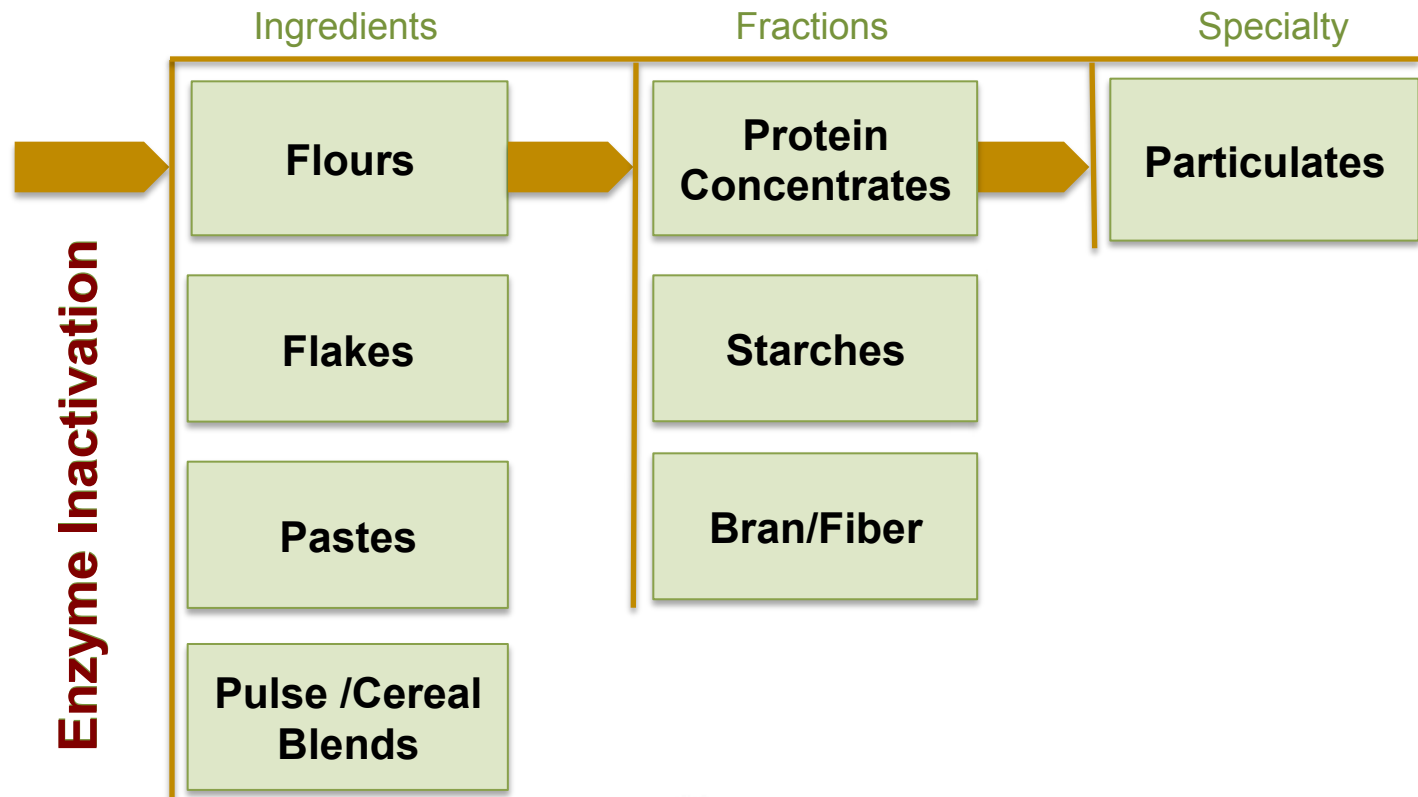 Ingredients
Fractions
Specialty
Enzyme Inactivation
Flours
Flakes
Pastes
Pulse /Cereal
Blends
Protein
Concentrates
Starches
Bran/Fiber
Particulates